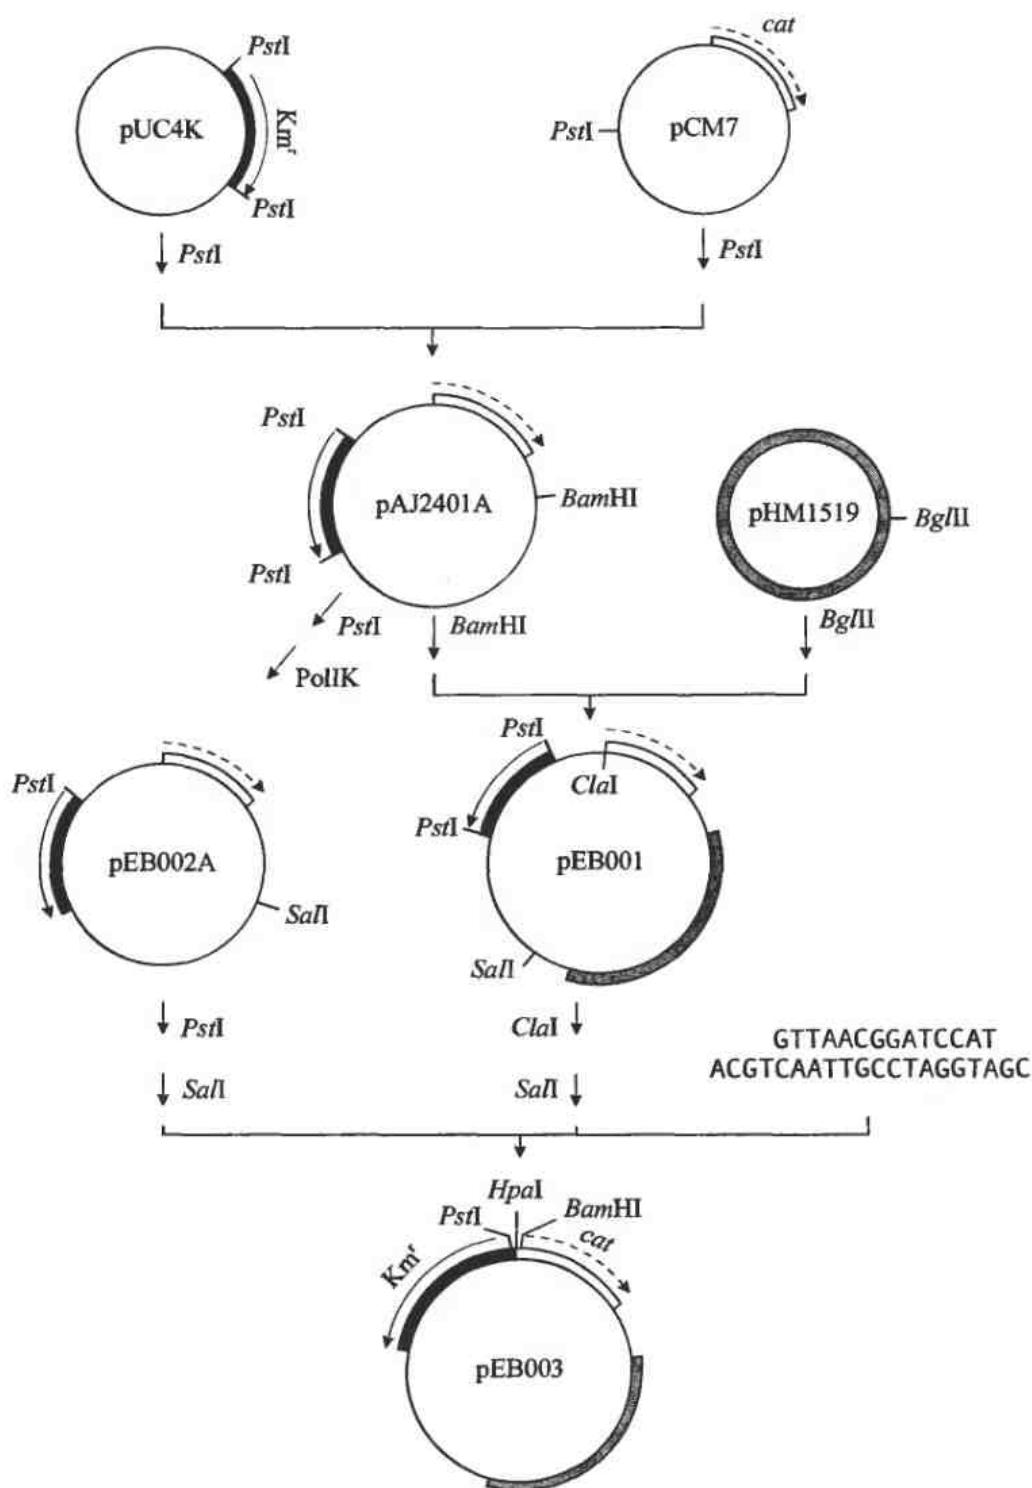 PstI
cat
pUC4K
Kmʳ
PstI
pCM7
PstI
PstI
PstI
PstI
pAJ2401A
BamHI
pHM1519
BglII
PstI
PstI
BamHI
BglII
PolIK
PstI
ClaI
PstI
PstI
pEB002A
pEB001
SalI
SalI
PstI
ClaI
GTTAACGGATCCAT
ACGTCAATTGCCTAGGTAGC
SalI
SalI
HpaI
PstI
BamHI
Kmʳ
cat
pEB003